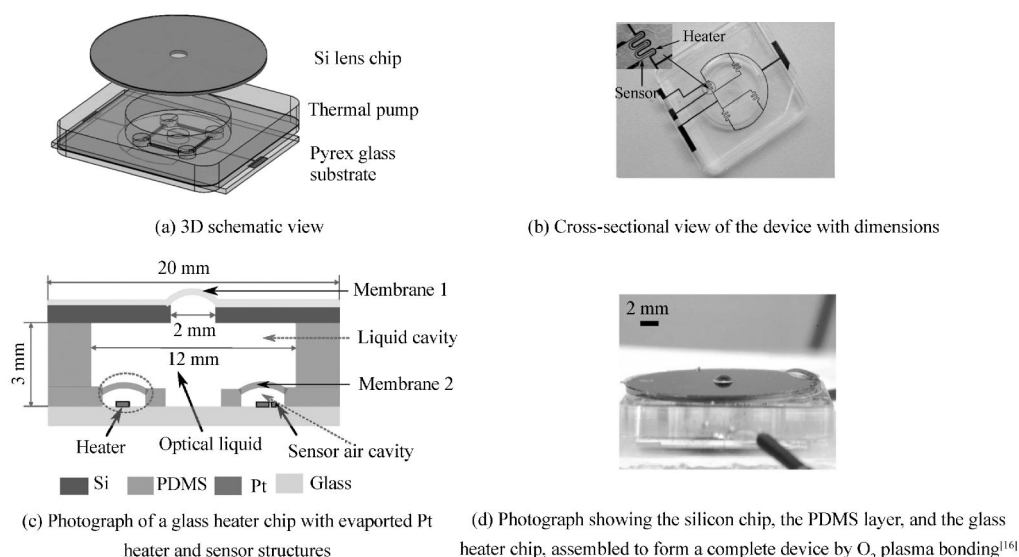 Si lens chip
Thermal pump
Pyrex glass
substrate
(a) 3D schematic view
Heater
Sensor
(b) Cross-sectional view of the device with dimensions
20 mm
Membrane 1
2 mm
Liquid cavity
12 mm
3 mm
Membrane 2
Heater
Optical liquid
Sensor air cavity
Si PDMS Pt Glass
(c) Photograph of a glass heater chip with evaported Pt
heater and sensor structures
2 mm
(d) Photograph showing the silicon chip, the PDMS layer, and the glass
heater chip, assembled to form a complete device by O₂ plasma bonding[16]